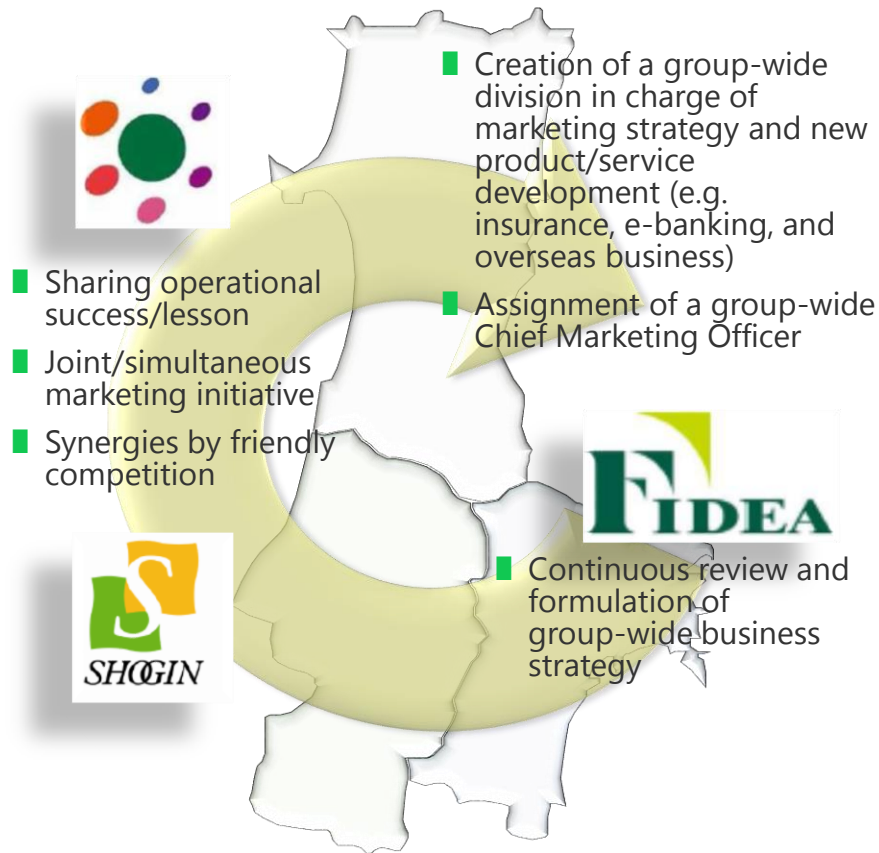 Creation of a group-wide
division in charge of
marketing strategy and new
product/service
development (e.g.
insurance, e-banking, and
overseas business)
Assignment of a group-wide
Chief Marketing Officer
Sharing operational
success/lesson
Joint/simultaneous
marketing initiative
Synergies by friendly
competition
FIDEA
Continuous review and
formulation of
group-wide business
strategy
S
SHOGIN